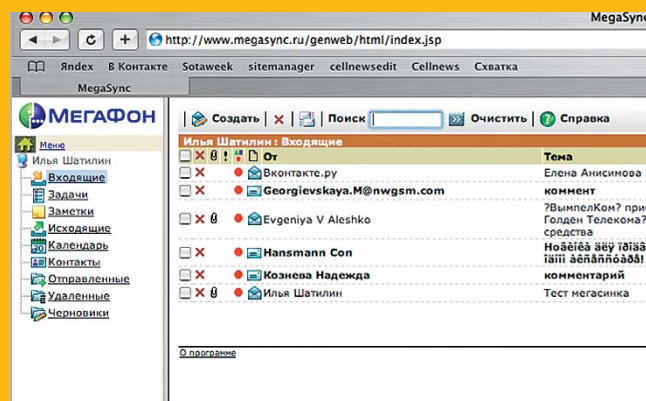 MegaSync
http://www.megasync.ru/genweb/html/index.jsp
Яndex В Контакте Sotaweek sitemanager cellnewsedit Cellnews Схватка
MegaSync
МЕГАФОН
Создать Поиск Очистить Справка
Меню
Илья Шатилин : Входящие
Илья Шатилин
От Тема
Входящие
Вконтакте.ру Елена Анисимова
Задачи
Georgievskaya.M@nwgsm.com коммент
Заметки
Исходящие
Evgeniya V Aleshko
?ВымпелКом? при
Голден Телекома?
средства
Календарь
Контакты
Hansmann Con
Отправленные
Кознева Надежда комментарий
Удаленные
Илья Шатилин Тест мегасинка
Черновики
О программе